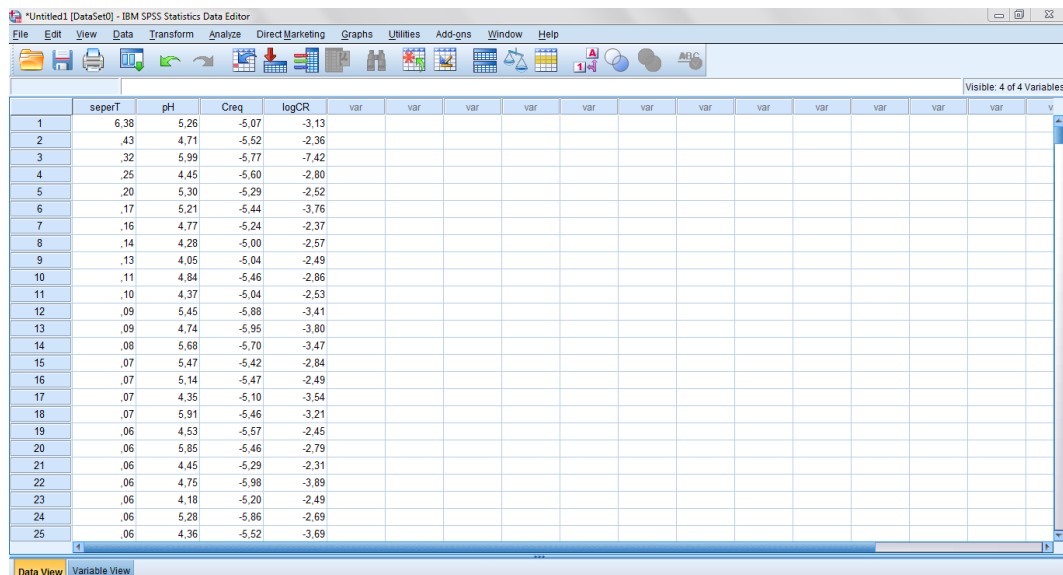 *Untitled1 [DataSet0] - IBM SPSS Statistics Data Editor
File Edit View Data Transform Analyze Direct Marketing Graphs Utilities Add-ons Window Help
Visible: 4 of 4 Variables
seperT pH Creq logCR var var var var var var var var var var var var v
1 6,38 5,26 -5,07 -3,13
2 ,43 4,71 -5,52 -2,36
3 ,32 5,99 -5,77 -7,42
4 ,25 4,45 -5,60 -2,80
5 ,20 5,30 -5,29 -2,52
6 ,17 5,21 -5,44 -3,76
7 ,16 4,77 -5,24 -2,37
8 ,14 4,28 -5,00 -2,57
9 ,13 4,05 -5,04 -2,49
10 ,11 4,84 -5,46 -2,86
11 ,10 4,37 -5,04 -2,53
12 ,09 5,45 -5,88 -3,41
13 ,09 4,74 -5,95 -3,80
14 ,08 5,68 -5,70 -3,47
15 ,07 5,47 -5,42 -2,84
16 ,07 5,14 -5,47 -2,49
17 ,07 4,35 -5,10 -3,54
18 ,07 5,91 -5,46 -3,21
19 ,06 4,53 -5,57 -2,45
20 ,06 5,85 -5,46 -2,79
21 ,06 4,45 -5,29 -2,31
22 ,06 4,75 -5,98 -3,89
23 ,06 4,18 -5,20 -2,49
24 ,06 5,28 -5,86 -2,69
25 ,06 4,36 -5,52 -3,69
Data View Variable View